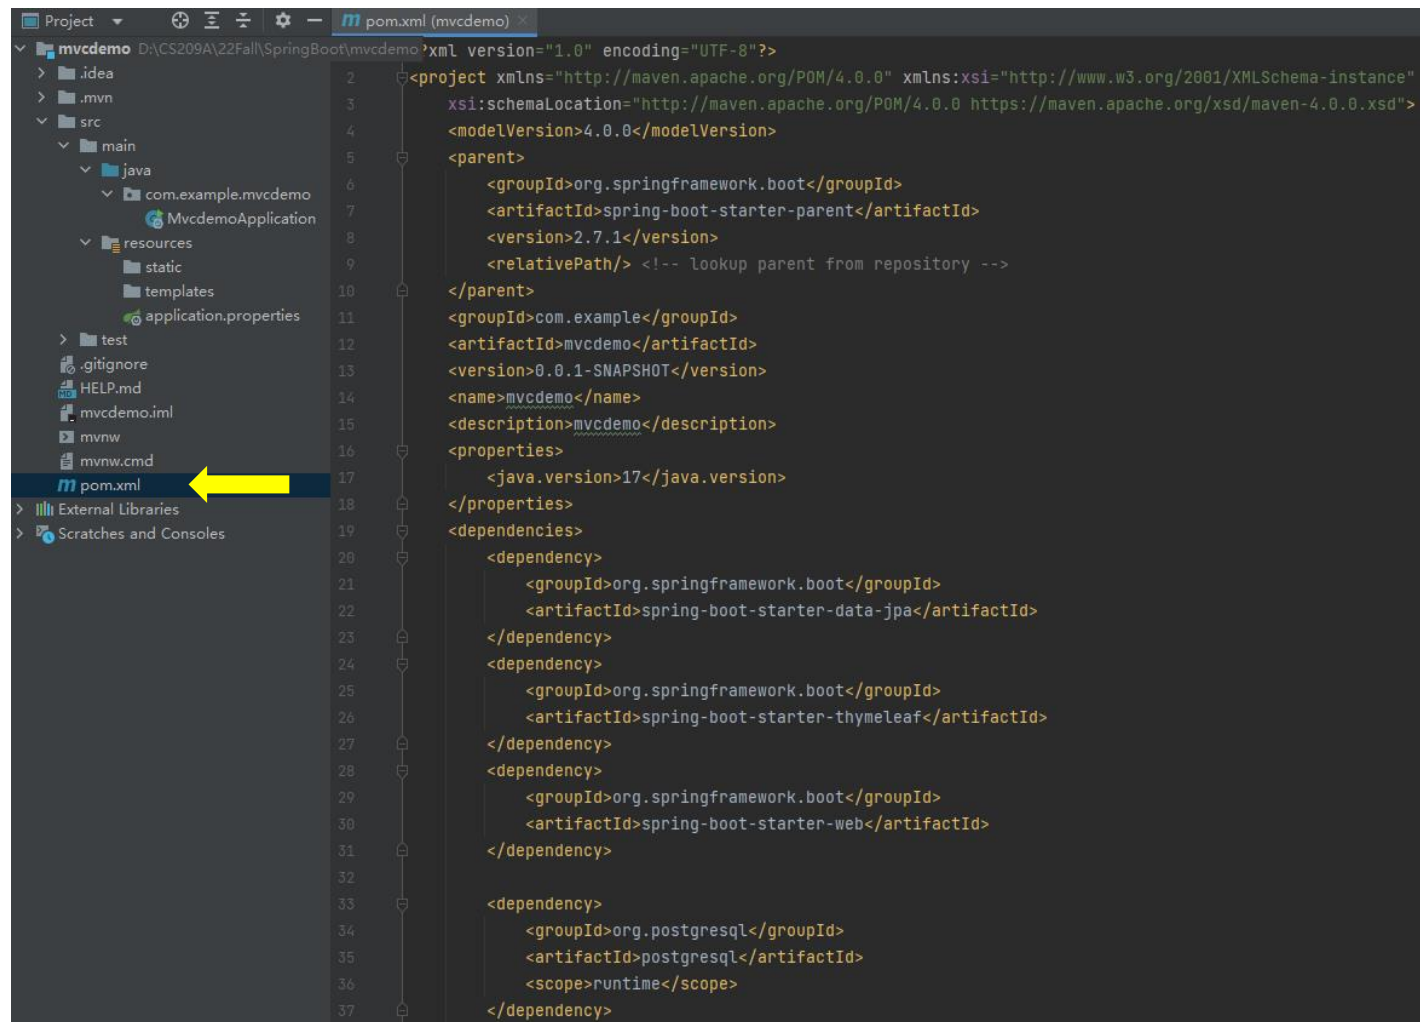 Project
pom.xml (mvcdemo)
mvcdemo D:\CS209A\22Fall\SpringBoot\mvcdemo
.idea
.mvn
src
main
java
com.example.mvcdemo
MvcdemoApplication
resources
static
templates
application.properties
test
.gitignore
HELP.md
mvcdemo.iml
mvnw
mvnw.cmd
pom.xml
External Libraries
Scratches and Consoles
?xml version="1.0" encoding="UTF-8"?>
2 <project xmlns="http://maven.apache.org/POM/4.0.0" xmlns:xsi="http://www.w3.org/2001/XMLSchema-instance"
3 xsi:schemaLocation="http://maven.apache.org/POM/4.0.0 https://maven.apache.org/xsd/maven-4.0.0.xsd">
4 <modelVersion>4.0.0</modelVersion>
5 <parent>
6 <groupId>org.springframework.boot</groupId>
7 <artifactId>spring-boot-starter-parent</artifactId>
8 <version>2.7.1</version>
9 <relativePath/> <!-- lookup parent from repository -->
10 </parent>
11 <groupId>com.example</groupId>
12 <artifactId>mvcdemo</artifactId>
13 <version>0.0.1-SNAPSHOT</version>
14 <name>mvcdemo</name>
15 <description>mvcdemo</description>
16 <properties>
17 <java.version>17</java.version>
18 </properties>
19 <dependencies>
20 <dependency>
21 <groupId>org.springframework.boot</groupId>
22 <artifactId>spring-boot-starter-data-jpa</artifactId>
23 </dependency>
24 <dependency>
25 <groupId>org.springframework.boot</groupId>
26 <artifactId>spring-boot-starter-thymeleaf</artifactId>
27 </dependency>
28 <dependency>
29 <groupId>org.springframework.boot</groupId>
30 <artifactId>spring-boot-starter-web</artifactId>
31 </dependency>
32
33 <dependency>
34 <groupId>org.postgresql</groupId>
35 <artifactId>postgresql</artifactId>
36 <scope>runtime</scope>
37 </dependency>